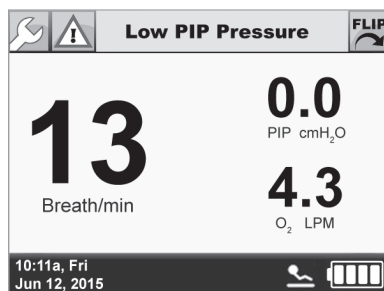 Low PIP Pressure
FLIP
13
Breath/min
0.0
PIP cmH₂O
4.3
O₂ LPM
10:11a, Fri
Jun 12, 2015